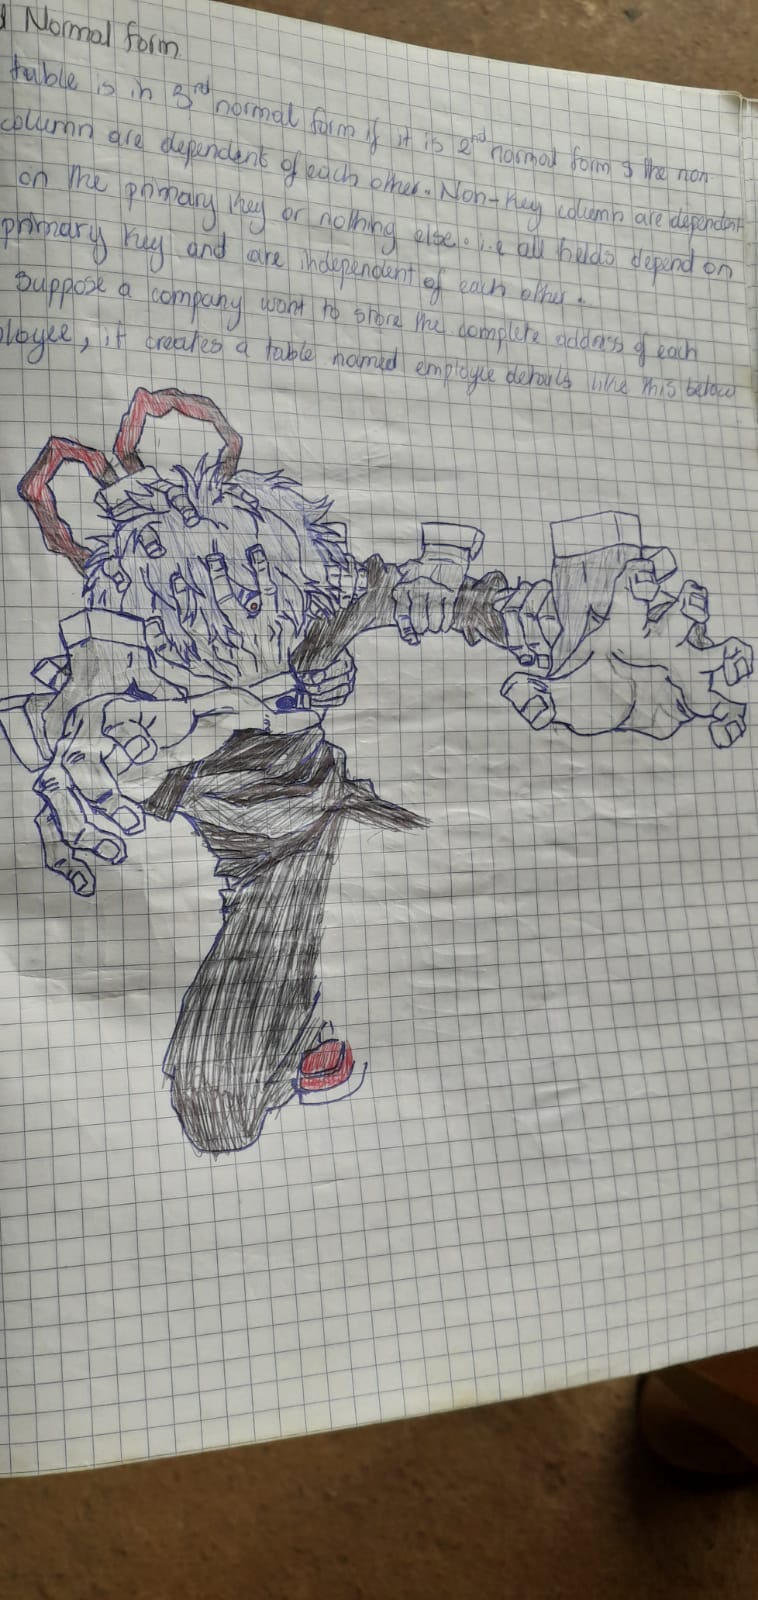 d Normal form
table is in 3rd normal form if it is 2nd normal form & the non
column are dependent of each other. Non-key column are dependent
on the primary key or nothing else. i.e all fields depend on
primary key and are independent of each other.
Suppose a company want to store the complete address of each
ployee, it creates a table named employee details like this below